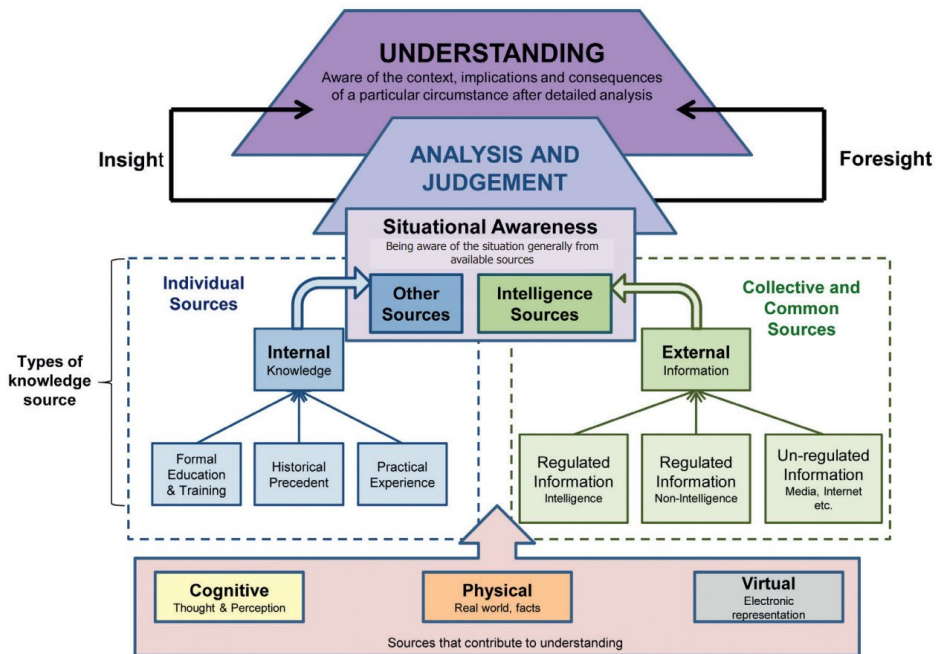 UNDERSTANDING
Aware of the context, implications and consequences
of a particular circumstance after detailed analysis
Insight
Foresight
ANALYSIS AND
JUDGEMENT
Situational Awareness
Being aware of the situation generally from
available sources
Individual
Sources
Other
Sources
Intelligence
Sources
Collective and
Common
Sources
Types of
knowledge
source
Internal
Knowledge
External
Information
Formal
Education
& Training
Historical
Precedent
Practical
Experience
Regulated
Information
Intelligence
Regulated
Information
Non-Intelligence
Un-regulated
Information
Media, Internet
etc.
Cognitive
Thought & Perception
Physical
Real world, facts
Virtual
Electronic
representation
Sources that contribute to understanding